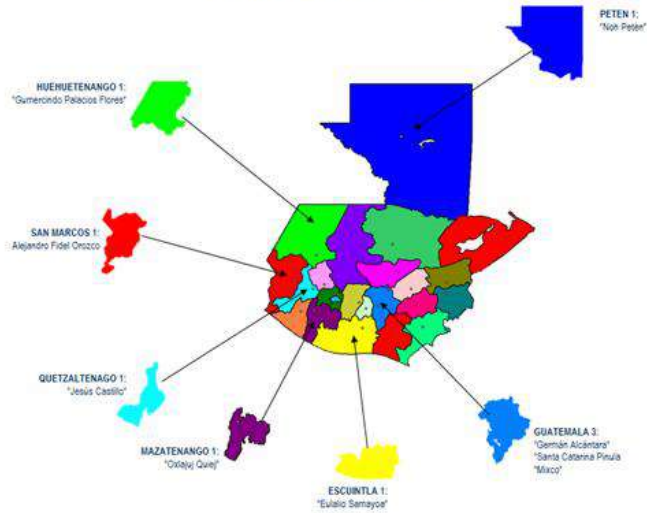 PETEN 1:
"Noh Petén"
HUEHUETENANGO 1:
"Gumercindo Palacios Flores"
SAN MARCOS 1:
Alejandro Fidel Orozco
QUETZALTENAGO 1:
"Jesús Castillo"
MAZATENANGO 1:
"Oxlajuj Quiej"
ESCUINTLA 1:
"Eulalio Samayoa"
GUATEMALA 3:
"Germán Alcántara"
"Santa Catarina Pinula
"Mixco"